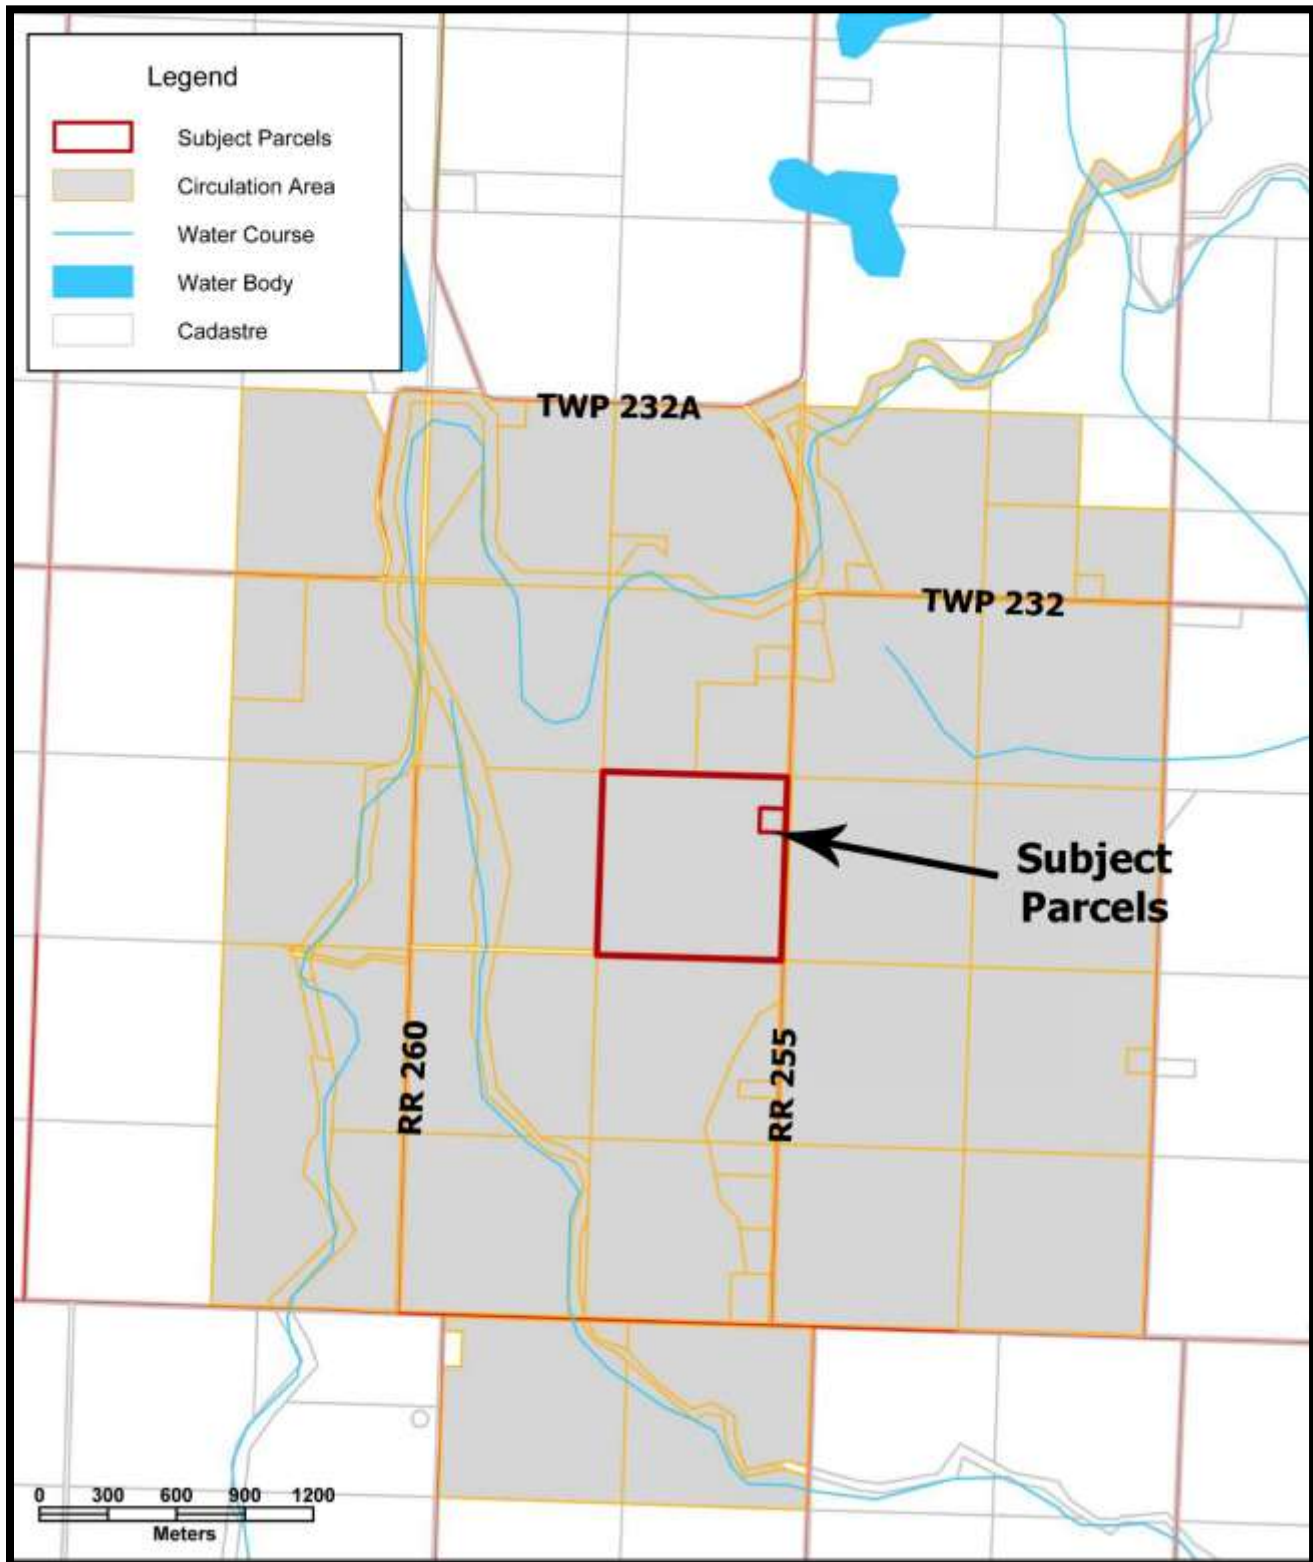 Legend
Subject Parcels
Circulation Area
Water Course
Water Body
Cadastre
TWP 232A
TWP 232
Subject
Parcels
RR 260
RR 255
0 300 600 900 1200
Meters